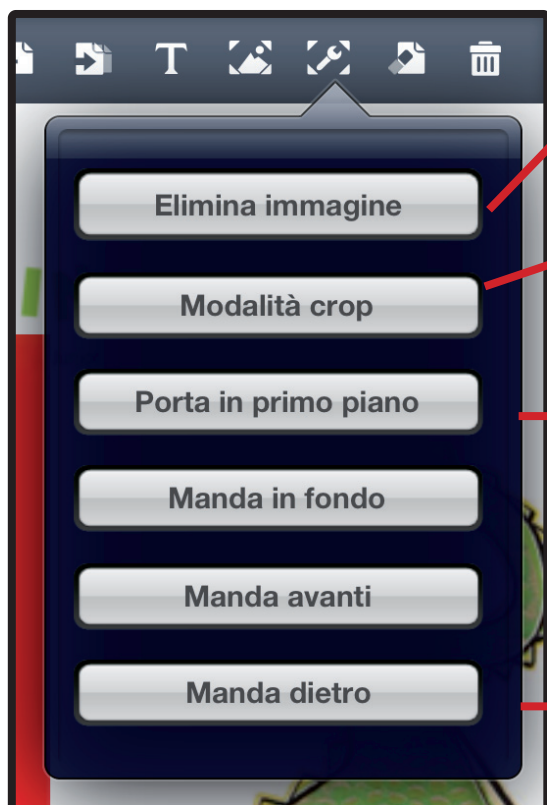 T
Elimina immagine
Modalità crop
Porta in primo piano
Manda in fondo
Manda avanti
Manda dietro